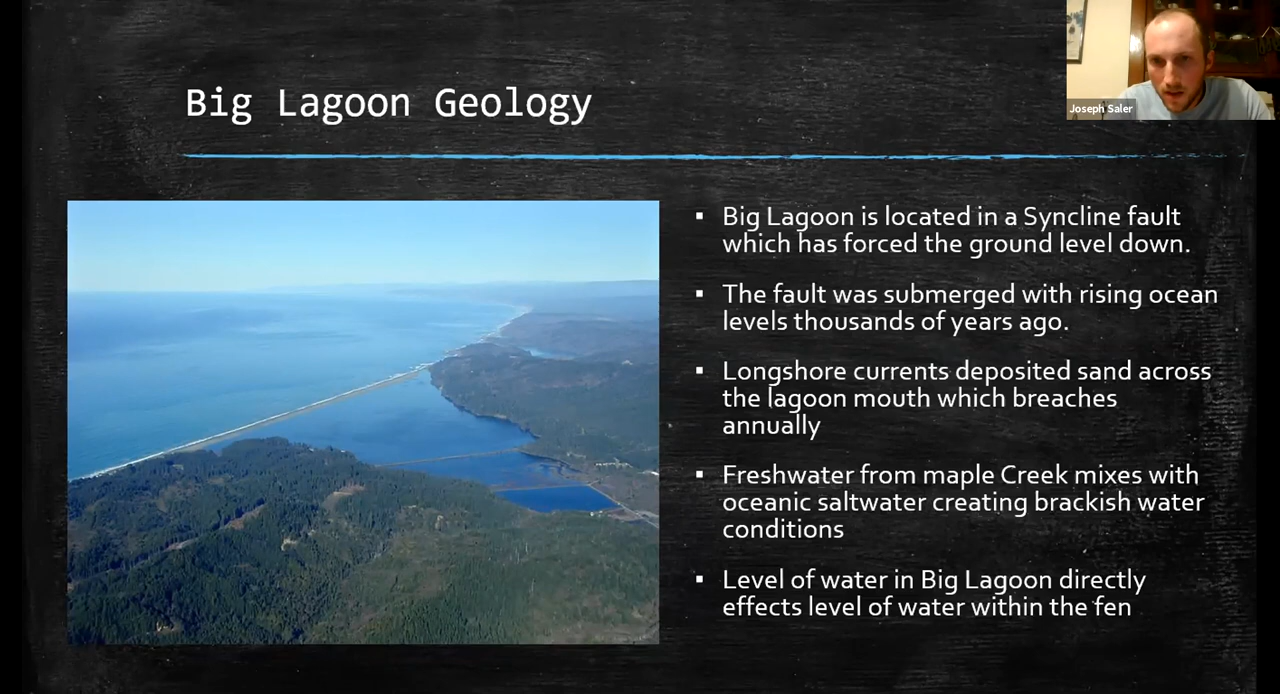 Big Lagoon Geology
Joseph Saler
▪ Big Lagoon is located in a Syncline fault
which has forced the ground level down.
▪ The fault was submerged with rising ocean
levels thousands of years ago.
▪ Longshore currents deposited sand across
the lagoon mouth which breaches
annually
▪ Freshwater from maple Creek mixes with
oceanic saltwater creating brackish water
conditions
▪ Level of water in Big Lagoon directly
effects level of water within the fen